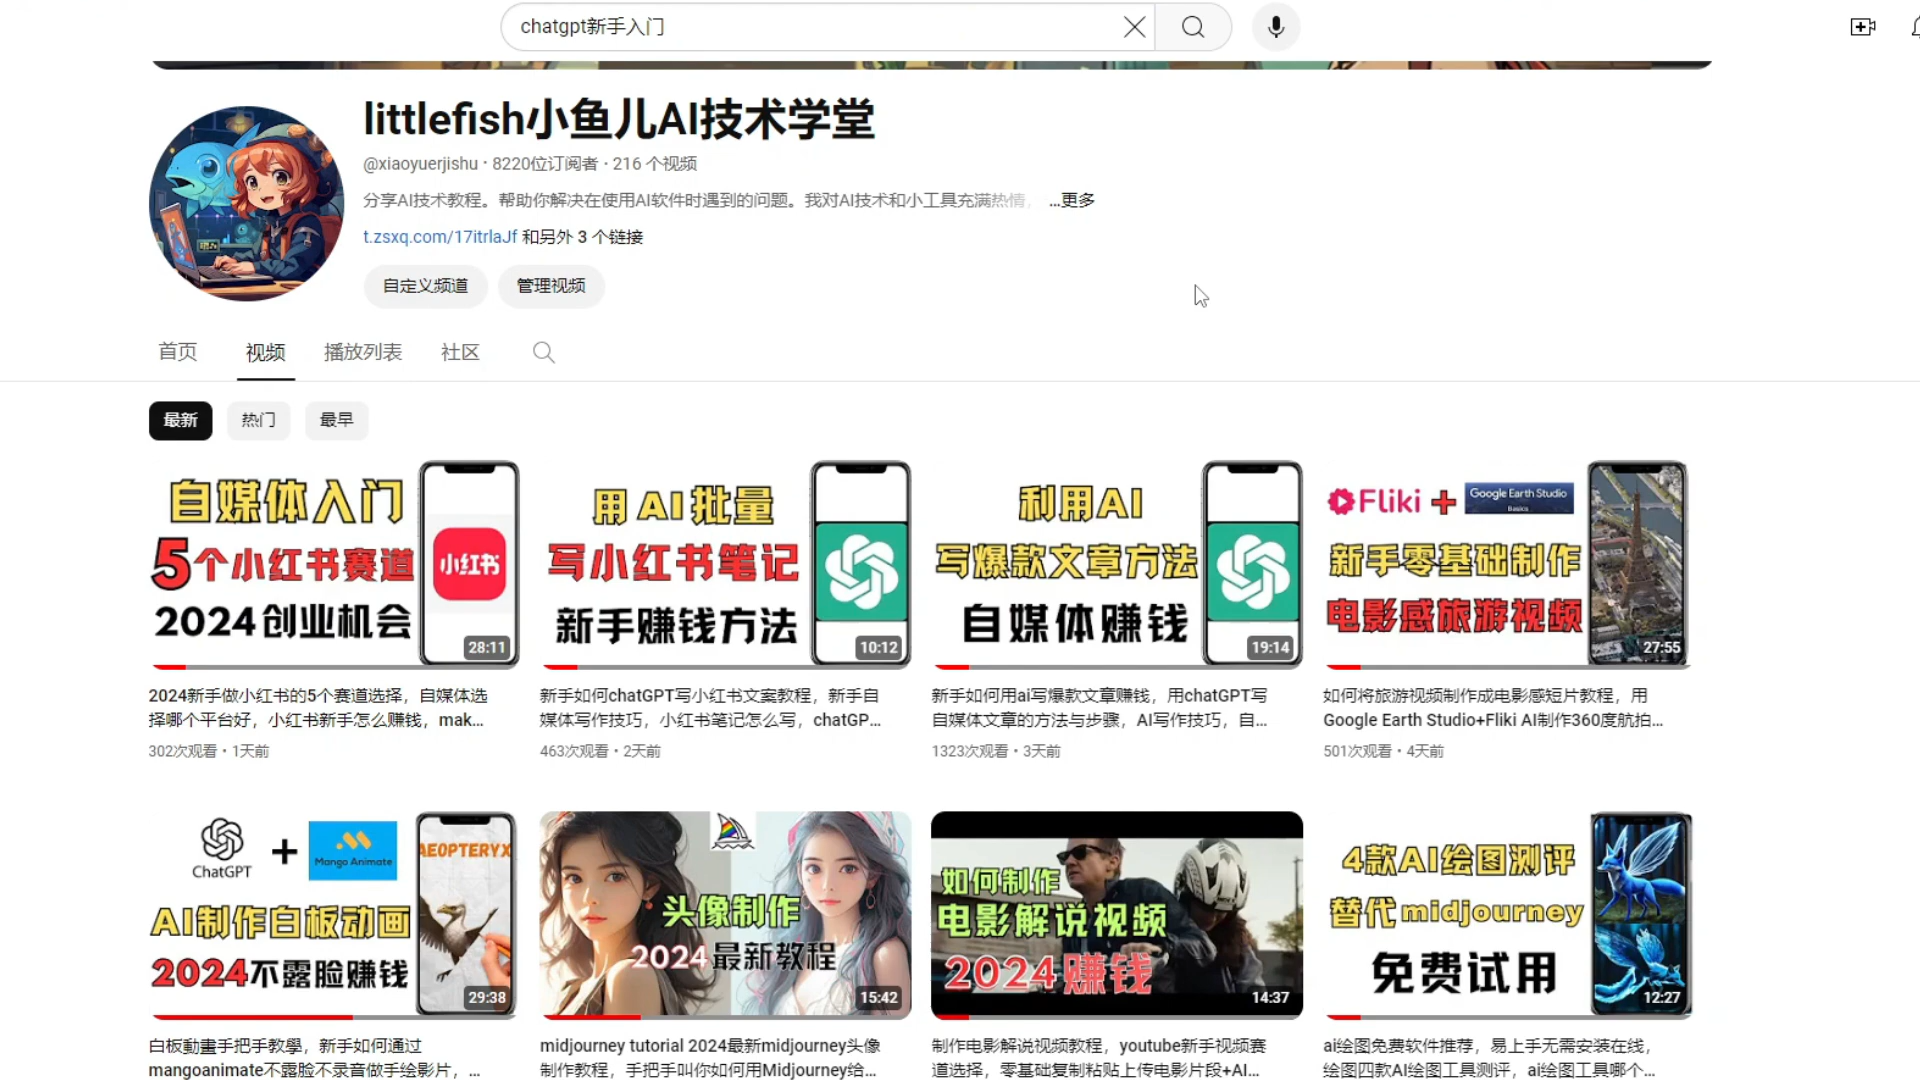 chatgpt新手入门
littlefish小鱼儿AI技术学堂
@xiaoyuerjishu · 8220位订阅者 · 216 个视频
分享AI技术教程。帮助你解决在使用AI软件时遇到的问题。我对AI技术和小工具充满热情, ...更多
t.zsxq.com/17itrlaJf 和另外 3 个链接
自定义频道 管理视频
首页 视频 播放列表 社区
最新 热门 最早
自媒体入门
5个小红书赛道
2024创业机会
小红书
28:11
用AI批量
写小红书笔记
新手赚钱方法
10:12
利用AI
写爆款文章方法
自媒体赚钱
19:14
Fliki + Google Earth Studio
Basics
新手零基础制作
电影感旅游视频
27:55
2024新手做小红书的5个赛道选择，自媒体选
择哪个平台好，小红书新手怎么赚钱，mak...
302次观看 · 1天前
新手如何chatGPT写小红书文案教程，新手自
媒体写作技巧，小红书笔记怎么写，chatGP...
463次观看 · 2天前
新手如何用ai写爆款文章赚钱，用chatGPT写
自媒体文章的方法与步骤，AI写作技巧，自...
1323次观看 · 3天前
如何将旅游视频制作成电影感短片教程，用
Google Earth Studio+Fliki AI制作360度航拍...
501次观看 · 4天前
ChatGPT + Mango Animate
AEOPTERYX
AI制作白板动画
2024不露脸赚钱
29:38
头像制作
2024最新教程
15:42
如何制作
电影解说视频
2024赚钱
14:37
4款AI绘图测评
替代midjourney
免费试用
12:27
白板動畫手把手教學，新手如何通过
mangoanimate不露脸不录音做手绘影片，...
midjourney tutorial 2024最新midjourney头像
制作教程，手把手叫你如何用Midjourney给...
制作电影解说视频教程，youtube新手视频赛
道选择，零基础复制粘贴上传电影片段+AI...
ai绘图免费软件推荐，易上手无需安装在线，
绘图四款AI绘图工具测评，ai绘图工具哪个...